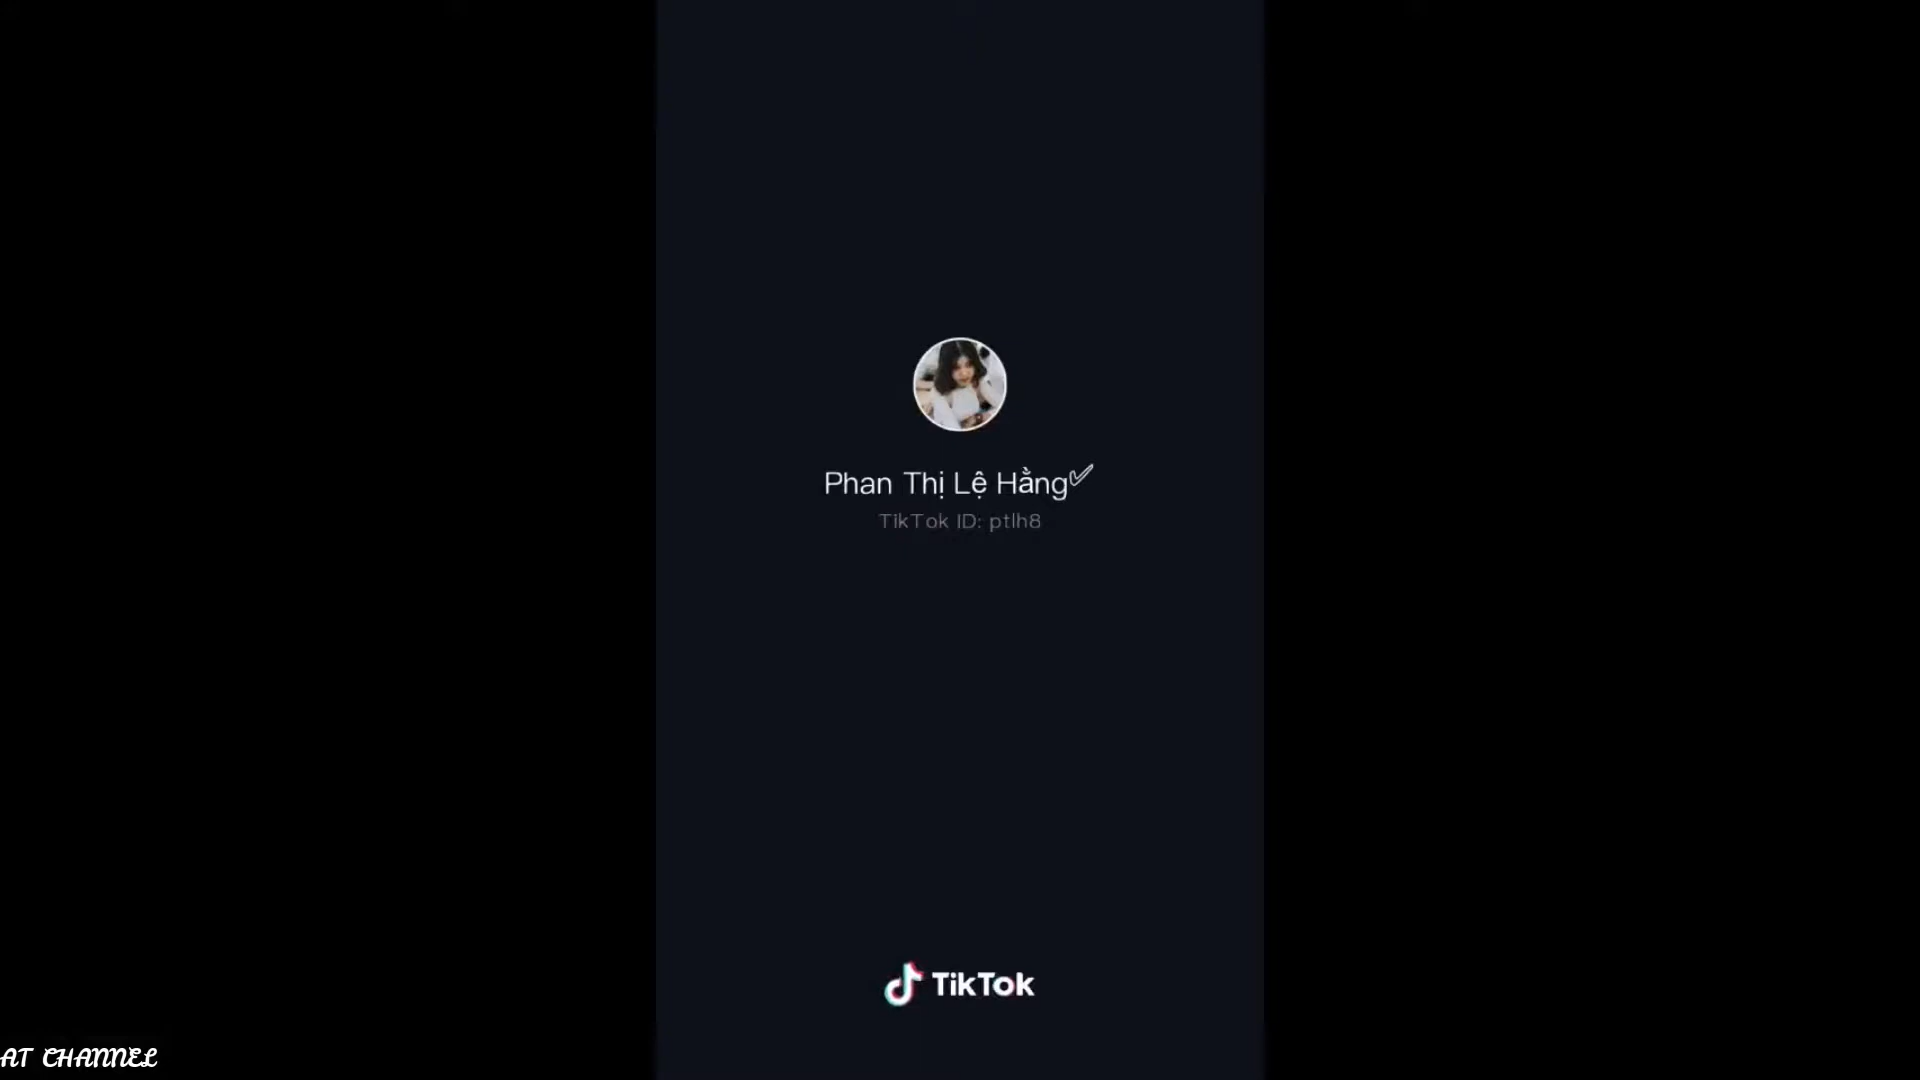 Phan Thị Lệ Hằng✅
TikTok ID: ptlh8
TikTok
AT CHANNEL